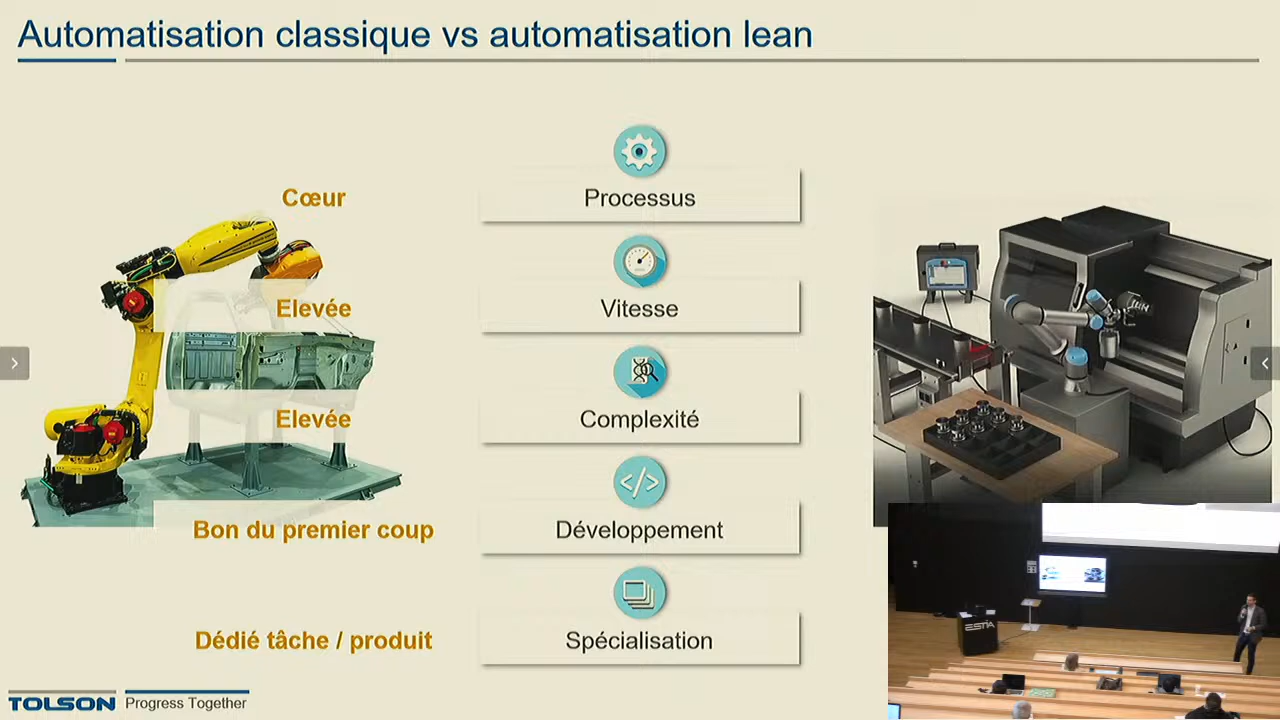 Automatisation classique vs automatisation lean
Cœur
Processus
Elevée
Vitesse
Elevée
Complexité
Bon du premier coup
Développement
Dédié tâche / produit
Spécialisation
TOLSON
Progress Together
ESTIA